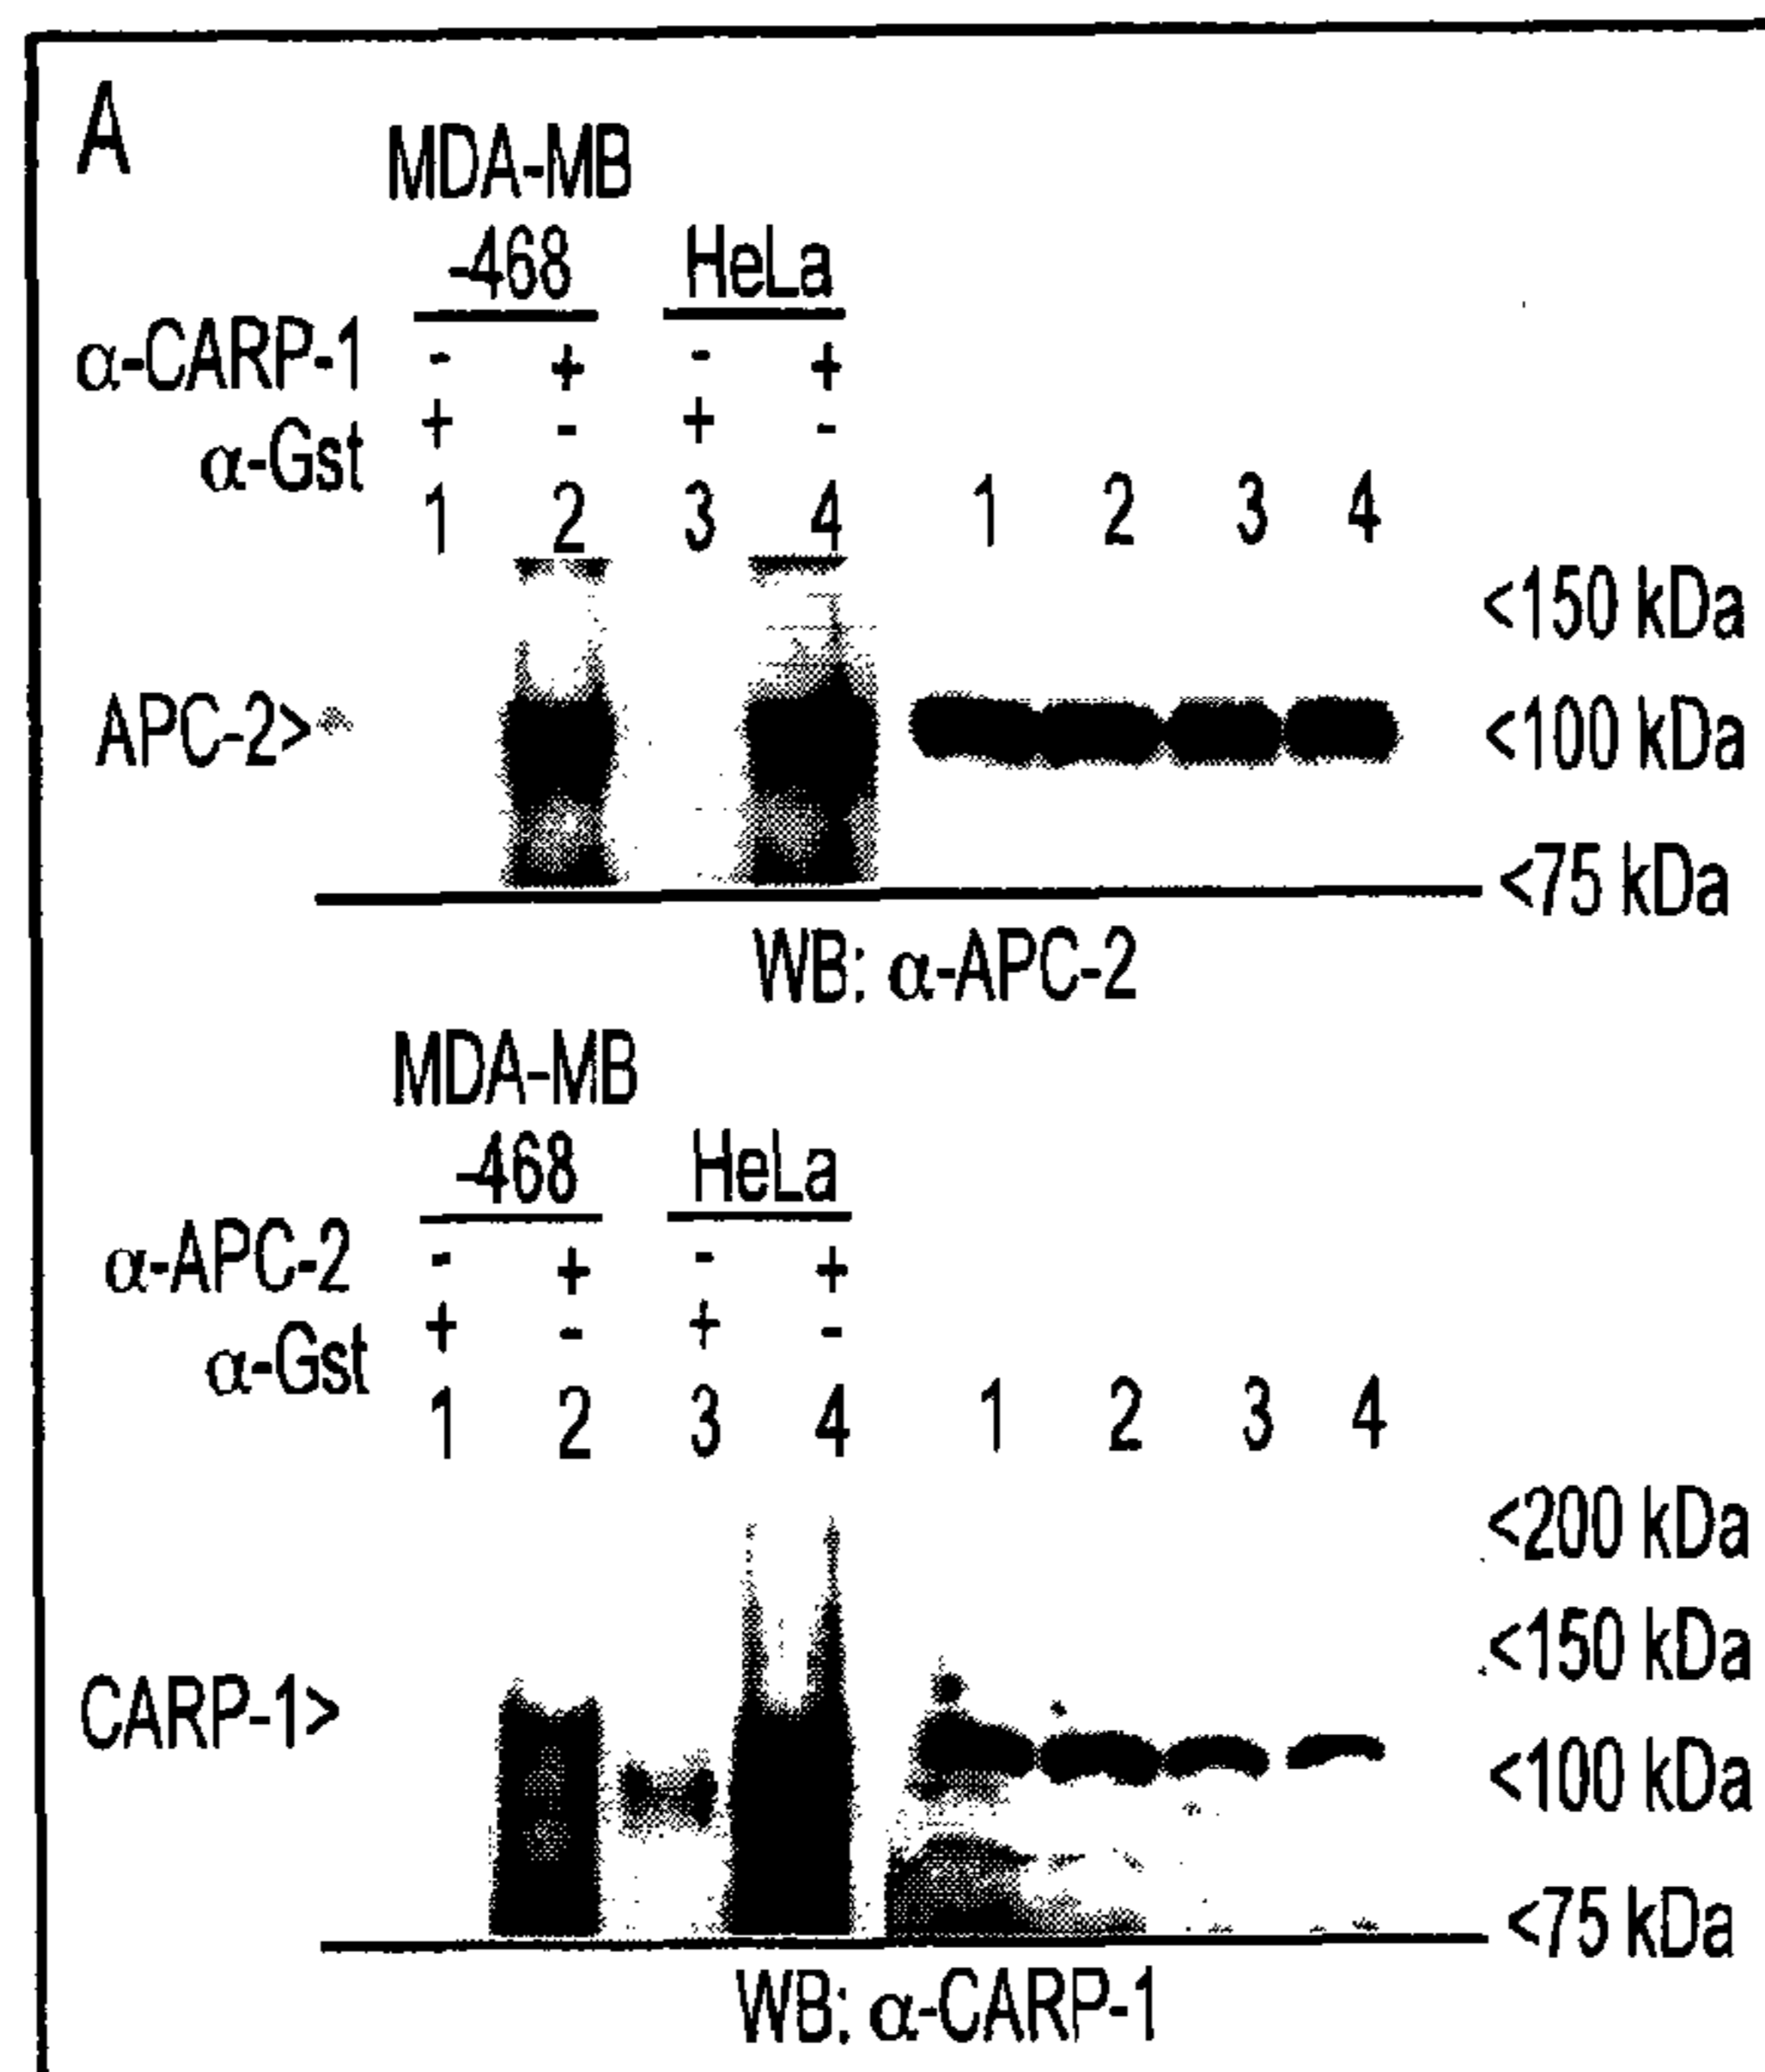 A
MDA-MB
-468 HeLa
α-CARP-1 - + - +
α-Gst + - + -
1 2 3 4 1 2 3 4
<150 kDa
APC-2> <100 kDa
<75 kDa
WB: α-APC-2
MDA-MB
-468 HeLa
α-APC-2 - + - +
α-Gst + - + -
1 2 3 4 1 2 3 4
<200 kDa
<150 kDa
CARP-1>
<100 kDa
<75 kDa
WB: α-CARP-1